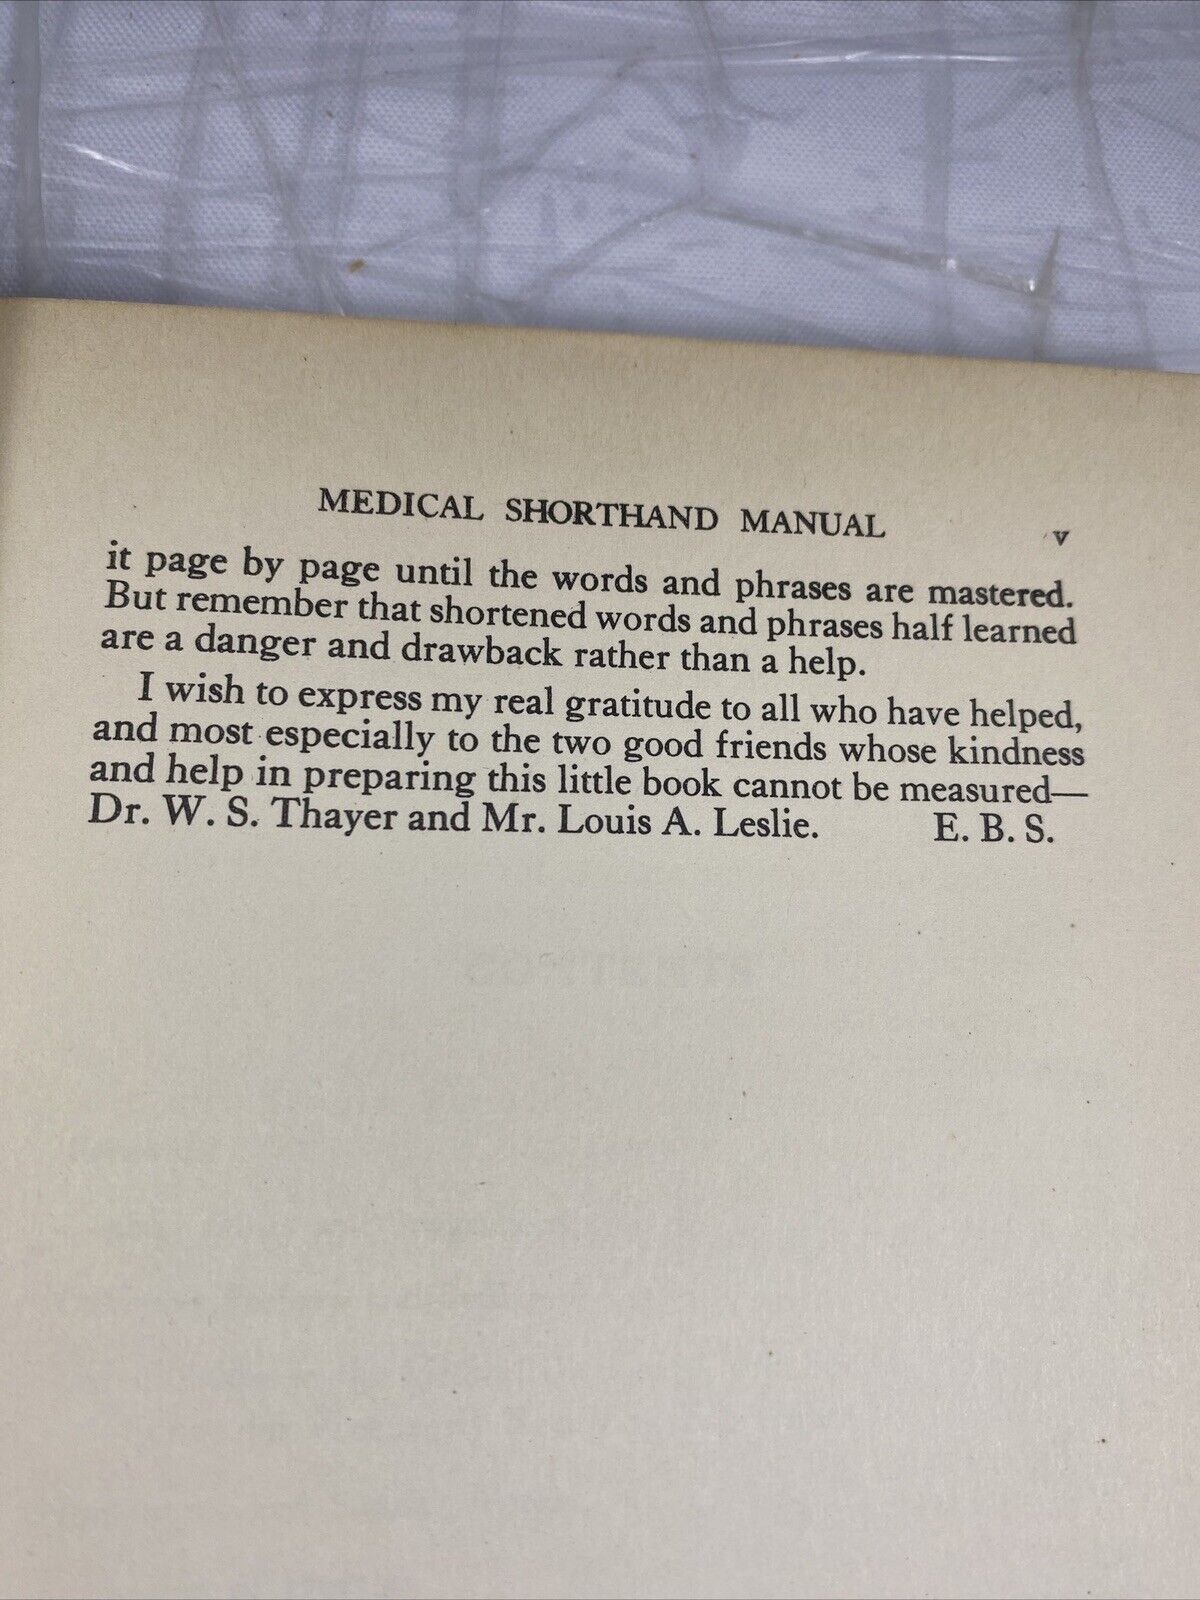 MEDICAL SHORTHAND MANUAL v
it page by page until the words and phrases are mastered.
But remember that shortened words and phrases half learned
are a danger and drawback rather than a help.
I wish to express my real gratitude to all who have helped,
and most especially to the two good friends whose kindness
and help in preparing this little book cannot be measured—
Dr. W. S. Thayer and Mr. Louis A. Leslie. E. B. S.